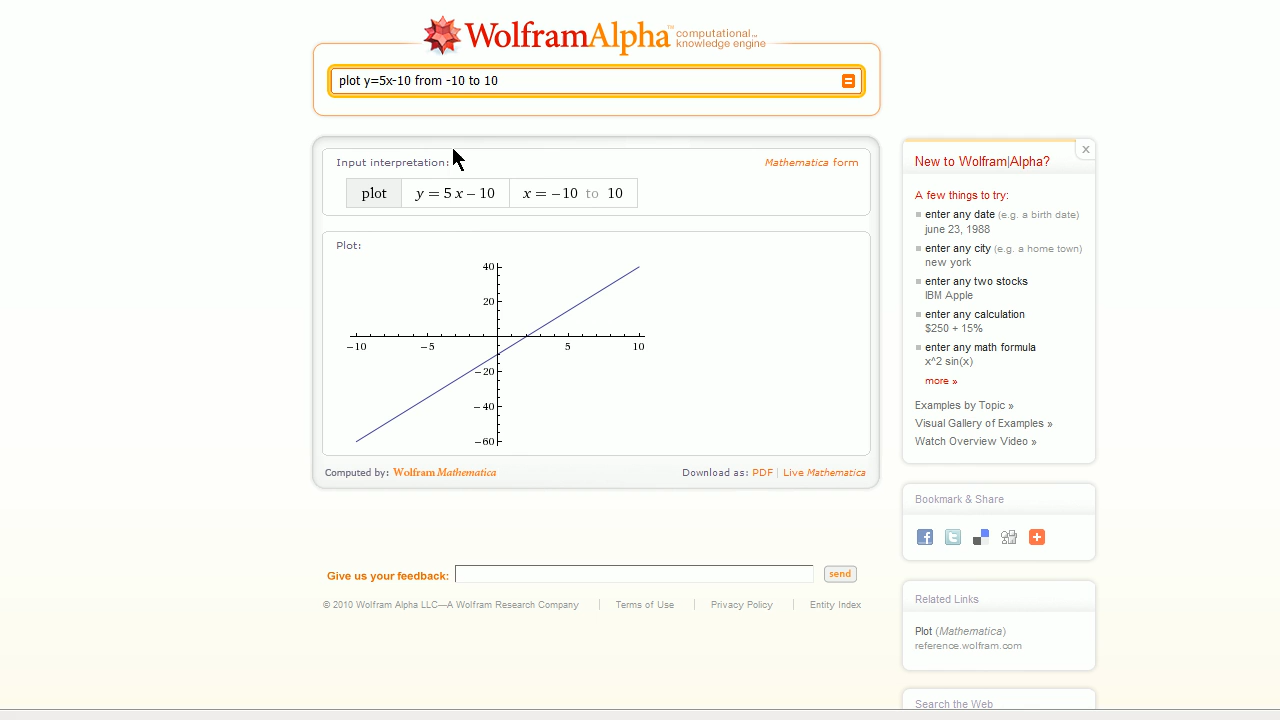 WolframAlpha™ computational...
knowledge engine
plot y=5x-10 from -10 to 10
Input interpretation:
Mathematica form
plot y = 5 x − 10 x = −10 to 10
Plot:
40
20
−10 −5 5 10
−20
−40
−60
Computed by: Wolfram Mathematica
Download as: PDF | Live Mathematica
Give us your feedback:
send
© 2010 Wolfram Alpha LLC—A Wolfram Research Company | Terms of Use | Privacy Policy | Entity Index
x
New to Wolfram|Alpha?
A few things to try:
enter any date (e.g. a birth date)
june 23, 1988
enter any city (e.g. a home town)
new york
enter any two stocks
IBM Apple
enter any calculation
$250 + 15%
enter any math formula
x^2 sin(x)
more »
Examples by Topic »
Visual Gallery of Examples »
Watch Overview Video »
Bookmark & Share
Related Links
Plot (Mathematica)
reference.wolfram.com
Search the Web